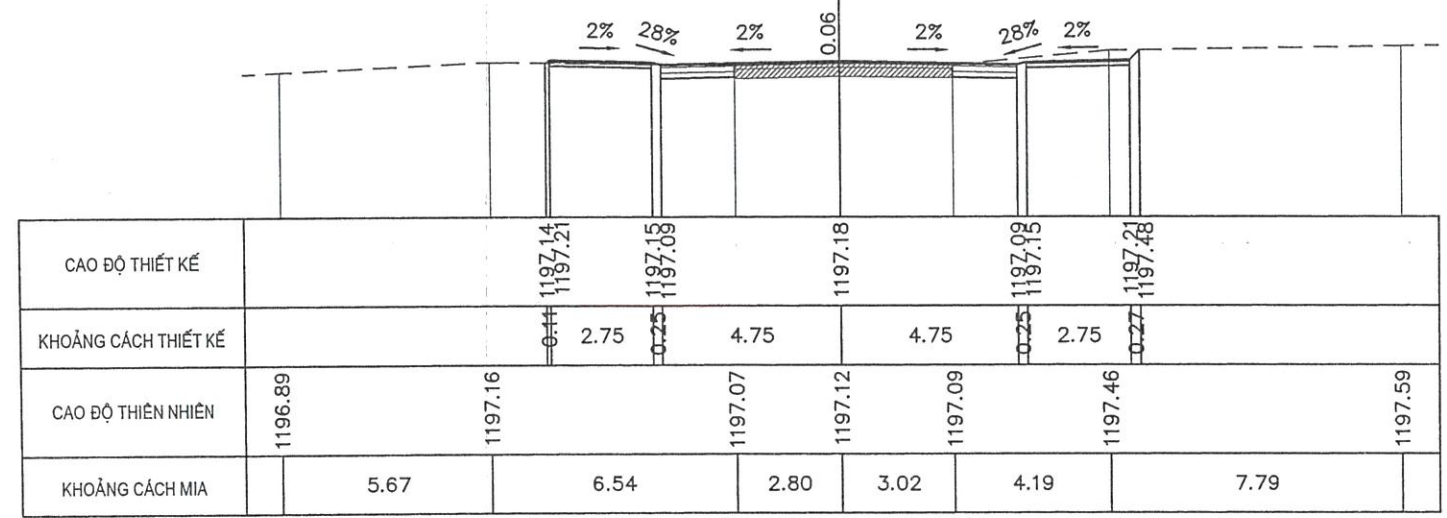 2% 28% 2% 0.06 2% 28% 2%
CAO ĐỘ THIẾT KẾ 1197.14 1197.21 1197.15 1197.09 1197.18 1197.09 1197.15 1197.21 1197.48
KHOẢNG CÁCH THIẾT KẾ 0.11 2.75 0.25 4.75 4.75 0.25 2.75 0.27
CAO ĐỘ THIÊN NHIÊN 1196.89 1197.16 1197.07 1197.12 1197.09 1197.46 1197.59
KHOẢNG CÁCH MIA 5.67 6.54 2.80 3.02 4.19 7.79